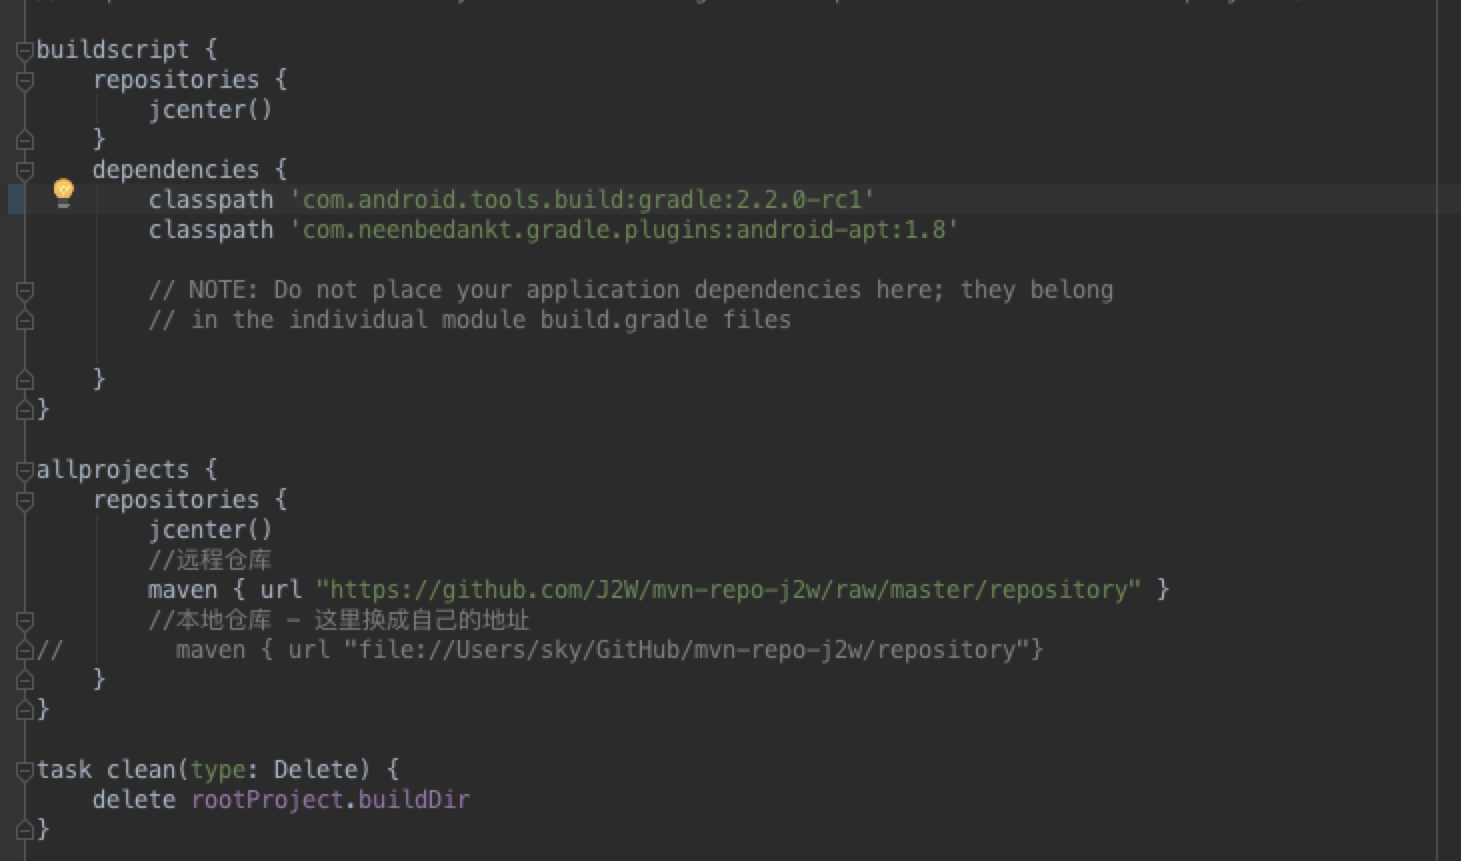 buildscript {
    repositories {
        jcenter()
    }
    dependencies {
        classpath 'com.android.tools.build:gradle:2.2.0-rc1'
        classpath 'com.neenbedankt.gradle.plugins:android-apt:1.8'

        // NOTE: Do not place your application dependencies here; they belong
        // in the individual module build.gradle files

    }
}

allprojects {
    repositories {
        jcenter()
        //远程仓库
        maven { url "https://github.com/J2W/mvn-repo-j2w/raw/master/repository" }
        //本地仓库 - 这里换成自己的地址
//        maven { url "file://Users/sky/GitHub/mvn-repo-j2w/repository"}
    }
}

task clean(type: Delete) {
    delete rootProject.buildDir
}